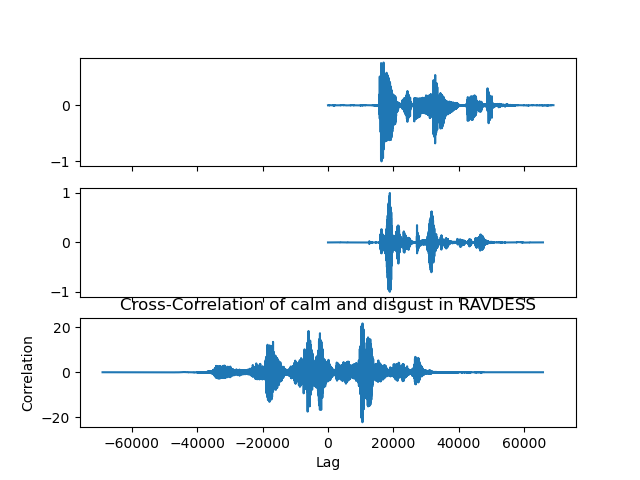 0
−1
1
0
−1
Cross-Correlation of calm and disgust in RAVDESS
20
0
−20
Correlation
−60000 −40000 −20000 0 20000 40000 60000
Lag